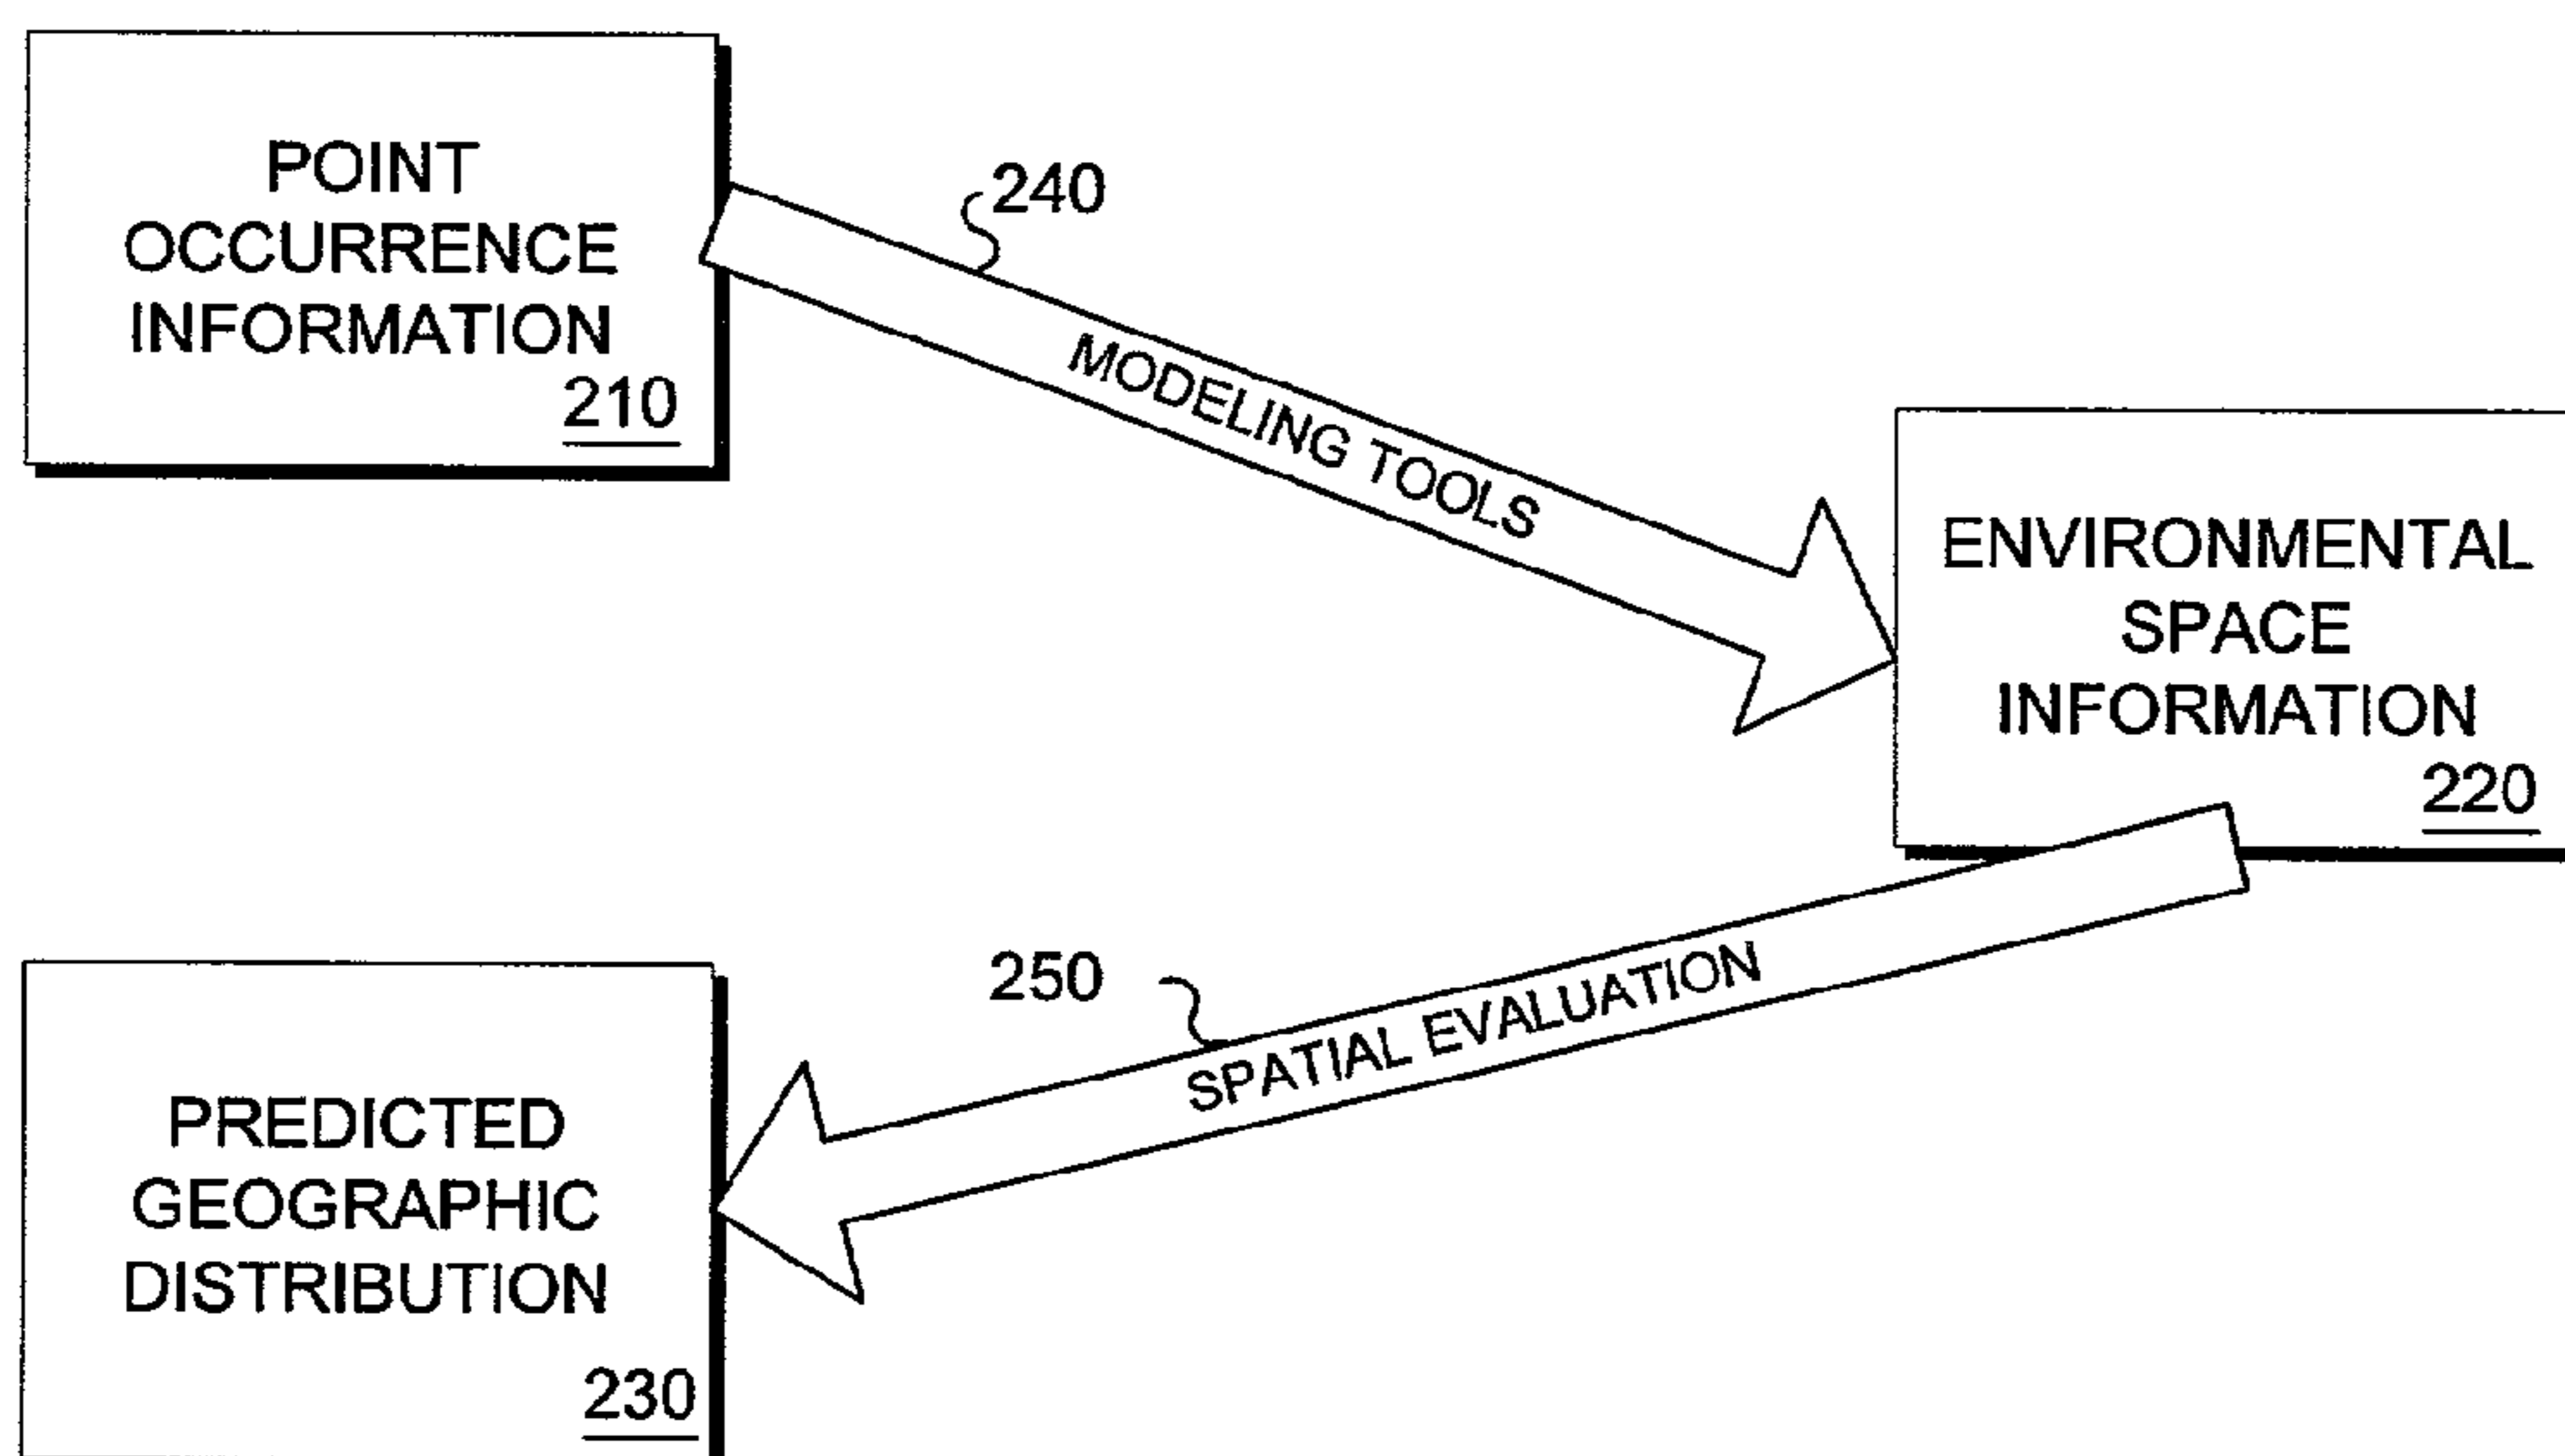 POINT
OCCURRENCE
INFORMATION
210
240
MODELING TOOLS
ENVIRONMENTAL
SPACE
INFORMATION
220
250
SPATIAL EVALUATION
PREDICTED
GEOGRAPHIC
DISTRIBUTION
230